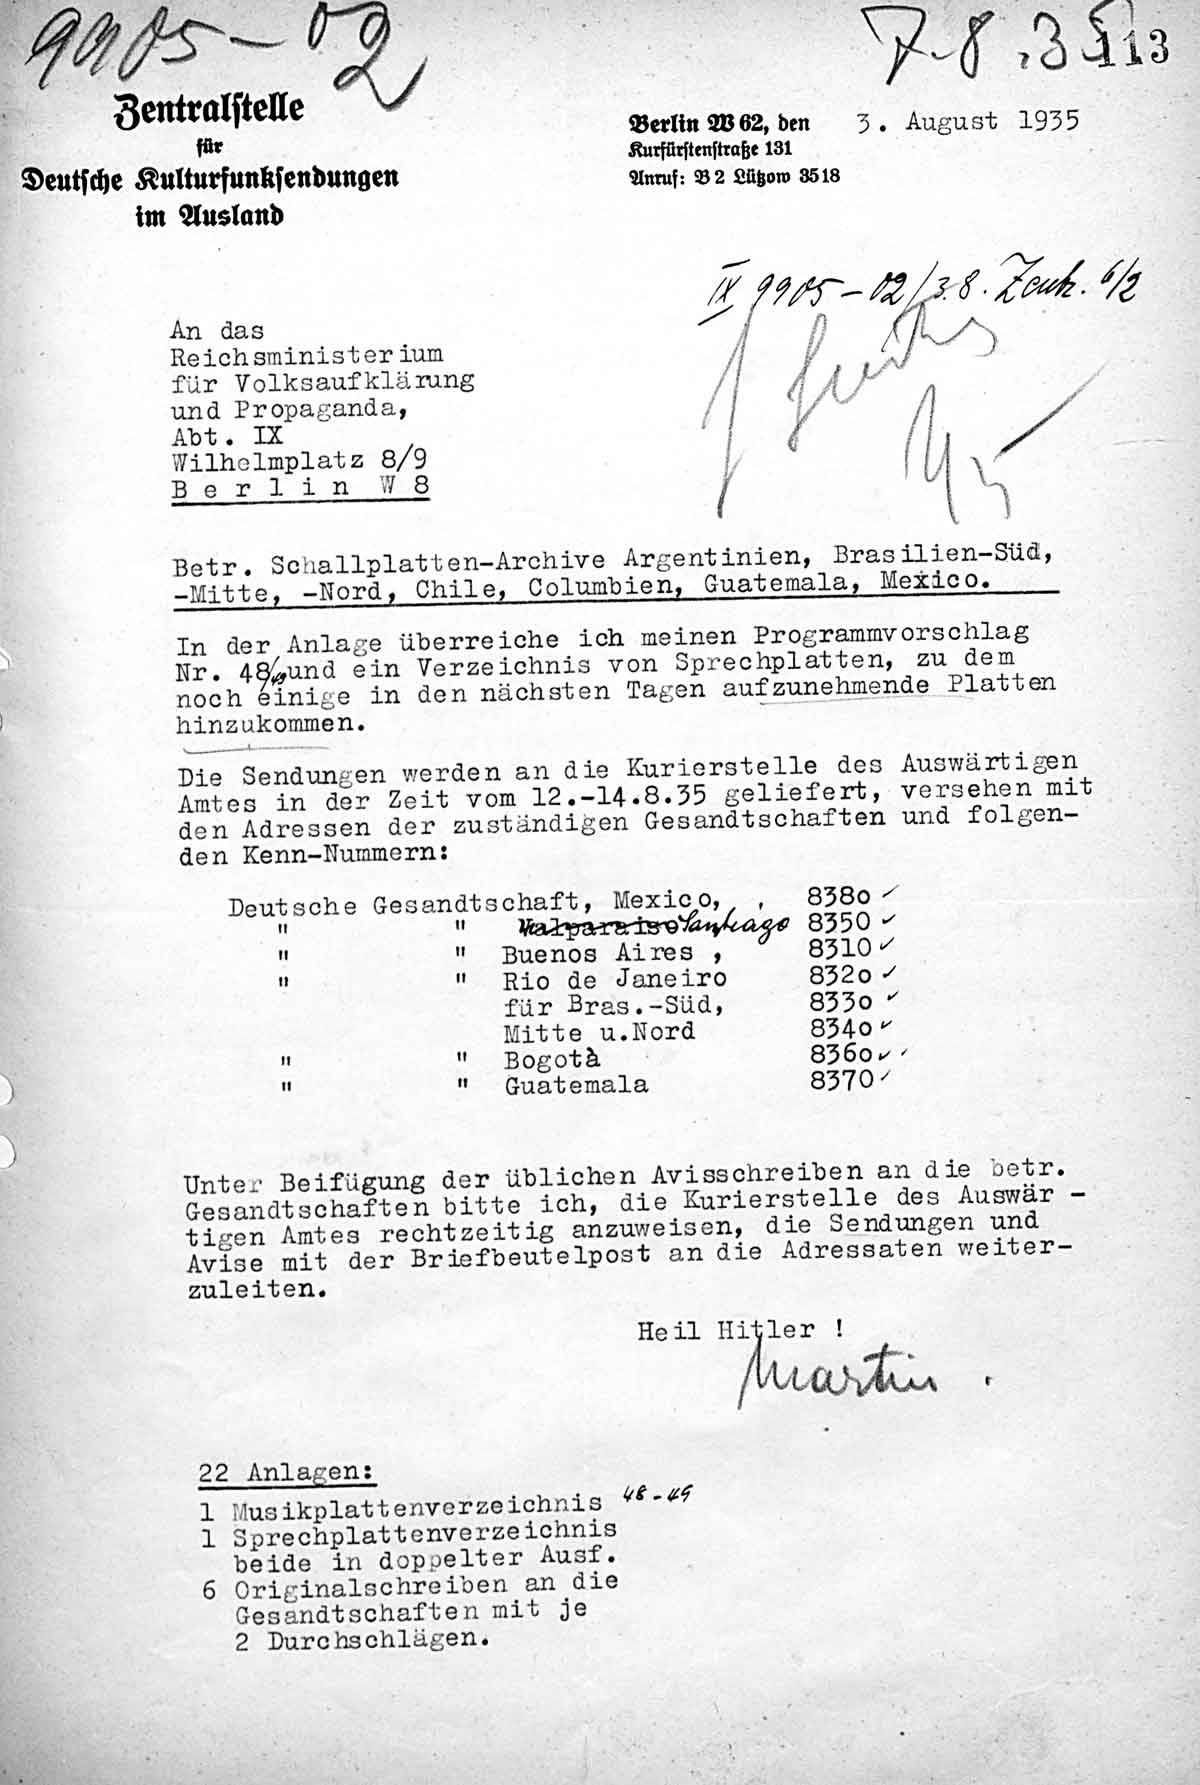 9905-02
7.8.35
113
Zentralstelle
für
Deutsche Kulturfunksendungen
im Ausland
Berlin W 62, den 3. August 1935
Kurfürstenstraße 131
Anruf: B 2 Lützow 3518
IX 9905-02/3.8. Zentr. 6/2
An das
Reichsministerium
für Volksaufklärung
und Propaganda,
Abt. IX
Wilhelmplatz 8/9
B e r l i n W 8
Betr. Schallplatten-Archive Argentinien, Brasilien-Süd,
-Mitte, -Nord, Chile, Columbien, Guatemala, Mexico.
In der Anlage überreiche ich meinen Programmvorschlag
Nr. 48 und ein Verzeichnis von Sprechplatten, zu dem
noch einige in den nächsten Tagen aufzunehmende Platten
hinzukommen.
Die Sendungen werden an die Kurierstelle des Auswärtigen
Amtes in der Zeit vom 12.-14.8.35 geliefert, versehen mit
den Adressen der zuständigen Gesandtschaften und folgen-
den Kenn-Nummern:
Deutsche Gesandtschaft, Mexico, , 8380 ✓
" " Valparaiso Santiago 8350 ✓
" " Buenos Aires , 8310 ✓
" " Rio de Janeiro 8320 ✓
für Bras.-Süd, 8330 ✓
Mitte u.Nord 8340 ✓
" " Bogotà 8360 ✓
" " Guatemala 8370 ✓
Unter Beifügung der üblichen Avisschreiben an die betr.
Gesandtschaften bitte ich, die Kurierstelle des Auswär -
tigen Amtes rechtzeitig anzuweisen, die Sendungen und
Avise mit der Briefbeutelpost an die Adressaten weiter-
zuleiten.
Heil Hitler !
Martin .
22 Anlagen:
1 Musikplattenverzeichnis 48-49
1 Sprechplattenverzeichnis
beide in doppelter Ausf.
6 Originalschreiben an die
Gesandtschaften mit je
2 Durchschlägen.